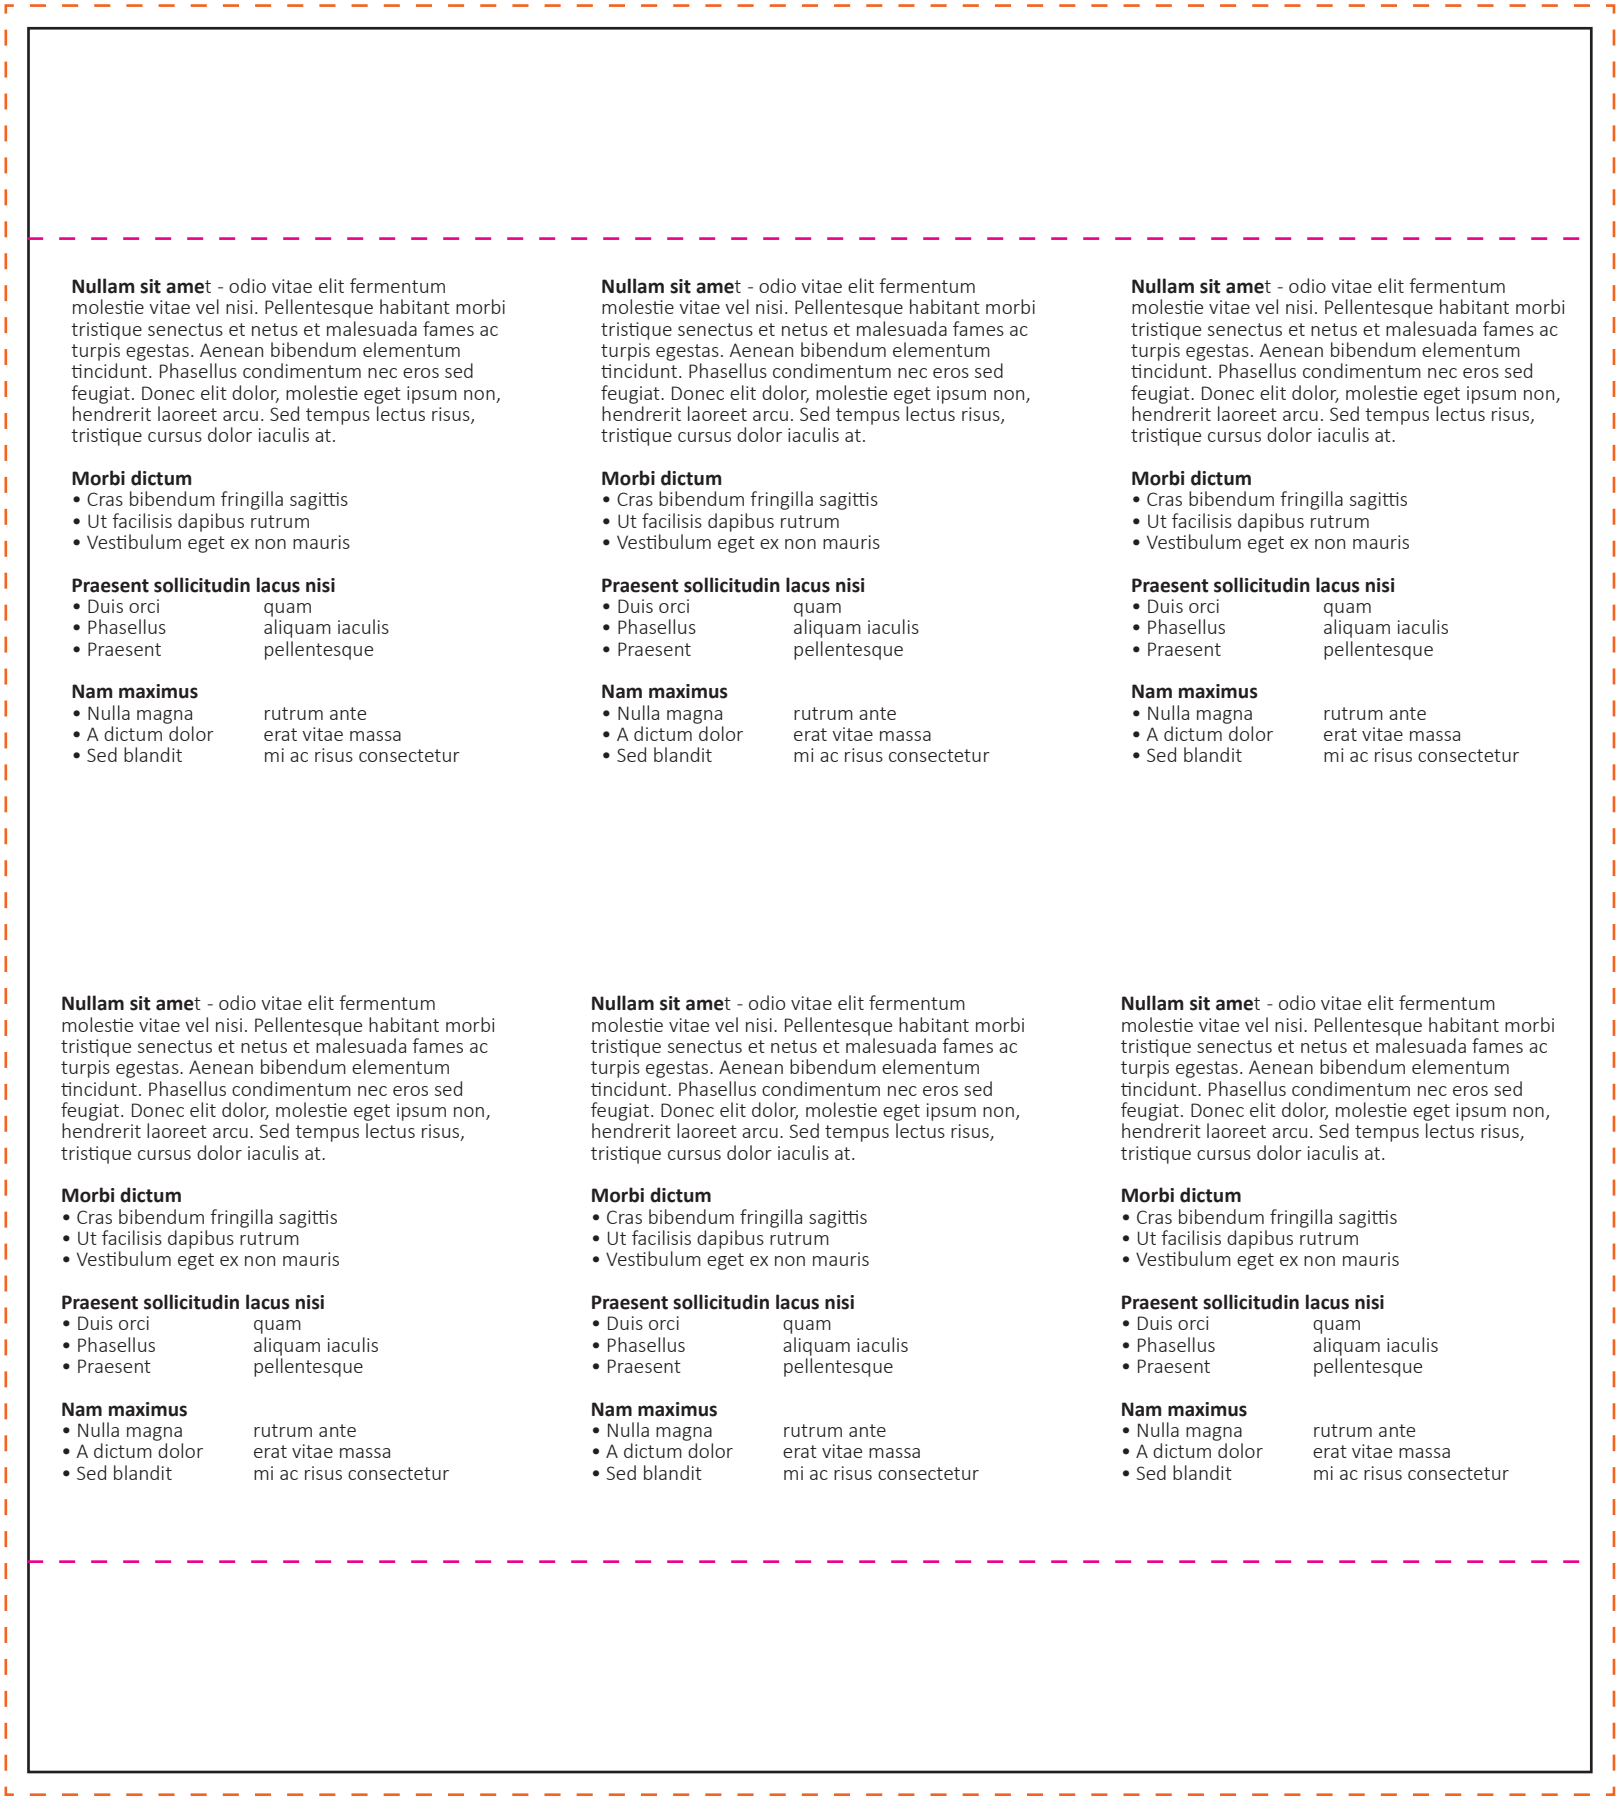 Nullam sit amet - odio vitae elit fermentum
molestie vitae vel nisi. Pellentesque habitant morbi
tristique senectus et netus et malesuada fames ac
turpis egestas. Aenean bibendum elementum
tincidunt. Phasellus condimentum nec eros sed
feugiat. Donec elit dolor, molestie eget ipsum non,
hendrerit laoreet arcu. Sed tempus lectus risus,
tristique cursus dolor iaculis at.
Morbi dictum
• Cras bibendum fringilla sagittis
• Ut facilisis dapibus rutrum
• Vestibulum eget ex non mauris
Praesent sollicitudin lacus nisi
• Duis orci quam
• Phasellus aliquam iaculis
• Praesent pellentesque
Nam maximus
• Nulla magna rutrum ante
• A dictum dolor erat vitae massa
• Sed blandit mi ac risus consectetur
Nullam sit amet - odio vitae elit fermentum
molestie vitae vel nisi. Pellentesque habitant morbi
tristique senectus et netus et malesuada fames ac
turpis egestas. Aenean bibendum elementum
tincidunt. Phasellus condimentum nec eros sed
feugiat. Donec elit dolor, molestie eget ipsum non,
hendrerit laoreet arcu. Sed tempus lectus risus,
tristique cursus dolor iaculis at.
Morbi dictum
• Cras bibendum fringilla sagittis
• Ut facilisis dapibus rutrum
• Vestibulum eget ex non mauris
Praesent sollicitudin lacus nisi
• Duis orci quam
• Phasellus aliquam iaculis
• Praesent pellentesque
Nam maximus
• Nulla magna rutrum ante
• A dictum dolor erat vitae massa
• Sed blandit mi ac risus consectetur
Nullam sit amet - odio vitae elit fermentum
molestie vitae vel nisi. Pellentesque habitant morbi
tristique senectus et netus et malesuada fames ac
turpis egestas. Aenean bibendum elementum
tincidunt. Phasellus condimentum nec eros sed
feugiat. Donec elit dolor, molestie eget ipsum non,
hendrerit laoreet arcu. Sed tempus lectus risus,
tristique cursus dolor iaculis at.
Morbi dictum
• Cras bibendum fringilla sagittis
• Ut facilisis dapibus rutrum
• Vestibulum eget ex non mauris
Praesent sollicitudin lacus nisi
• Duis orci quam
• Phasellus aliquam iaculis
• Praesent pellentesque
Nam maximus
• Nulla magna rutrum ante
• A dictum dolor erat vitae massa
• Sed blandit mi ac risus consectetur
Nullam sit amet - odio vitae elit fermentum
molestie vitae vel nisi. Pellentesque habitant morbi
tristique senectus et netus et malesuada fames ac
turpis egestas. Aenean bibendum elementum
tincidunt. Phasellus condimentum nec eros sed
feugiat. Donec elit dolor, molestie eget ipsum non,
hendrerit laoreet arcu. Sed tempus lectus risus,
tristique cursus dolor iaculis at.
Morbi dictum
• Cras bibendum fringilla sagittis
• Ut facilisis dapibus rutrum
• Vestibulum eget ex non mauris
Praesent sollicitudin lacus nisi
• Duis orci quam
• Phasellus aliquam iaculis
• Praesent pellentesque
Nam maximus
• Nulla magna rutrum ante
• A dictum dolor erat vitae massa
• Sed blandit mi ac risus consectetur
Nullam sit amet - odio vitae elit fermentum
molestie vitae vel nisi. Pellentesque habitant morbi
tristique senectus et netus et malesuada fames ac
turpis egestas. Aenean bibendum elementum
tincidunt. Phasellus condimentum nec eros sed
feugiat. Donec elit dolor, molestie eget ipsum non,
hendrerit laoreet arcu. Sed tempus lectus risus,
tristique cursus dolor iaculis at.
Morbi dictum
• Cras bibendum fringilla sagittis
• Ut facilisis dapibus rutrum
• Vestibulum eget ex non mauris
Praesent sollicitudin lacus nisi
• Duis orci quam
• Phasellus aliquam iaculis
• Praesent pellentesque
Nam maximus
• Nulla magna rutrum ante
• A dictum dolor erat vitae massa
• Sed blandit mi ac risus consectetur
Nullam sit amet - odio vitae elit fermentum
molestie vitae vel nisi. Pellentesque habitant morbi
tristique senectus et netus et malesuada fames ac
turpis egestas. Aenean bibendum elementum
tincidunt. Phasellus condimentum nec eros sed
feugiat. Donec elit dolor, molestie eget ipsum non,
hendrerit laoreet arcu. Sed tempus lectus risus,
tristique cursus dolor iaculis at.
Morbi dictum
• Cras bibendum fringilla sagittis
• Ut facilisis dapibus rutrum
• Vestibulum eget ex non mauris
Praesent sollicitudin lacus nisi
• Duis orci quam
• Phasellus aliquam iaculis
• Praesent pellentesque
Nam maximus
• Nulla magna rutrum ante
• A dictum dolor erat vitae massa
• Sed blandit mi ac risus consectetur